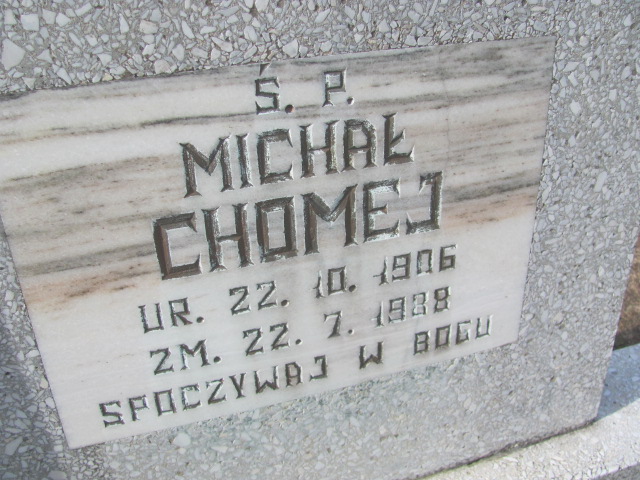 Ś. P.
MICHAŁ
CHOMEJ
UR. 22. 10. 1906
ZM. 22. 7. 1988
SPOCZYWAJ W BOGU